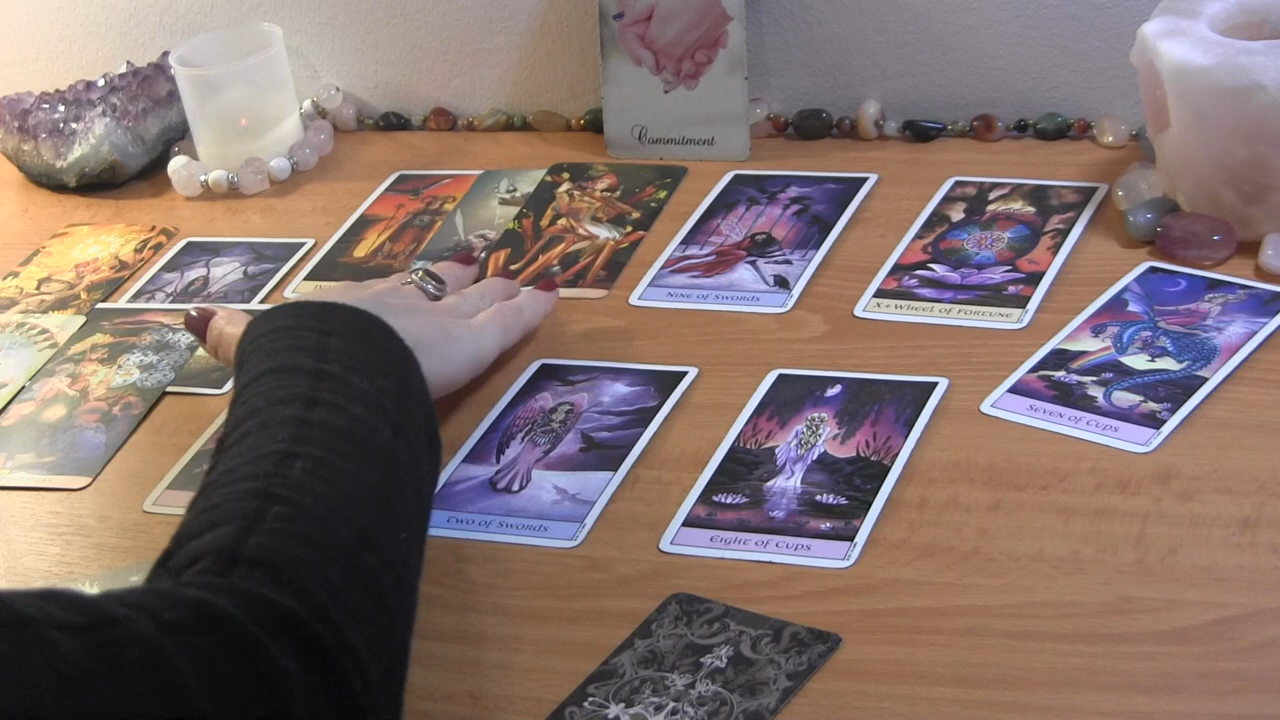 Commitment
Nine of Swords
X + Wheel of Fortune
Seven of Cups
Two of Swords
Eight of Cups